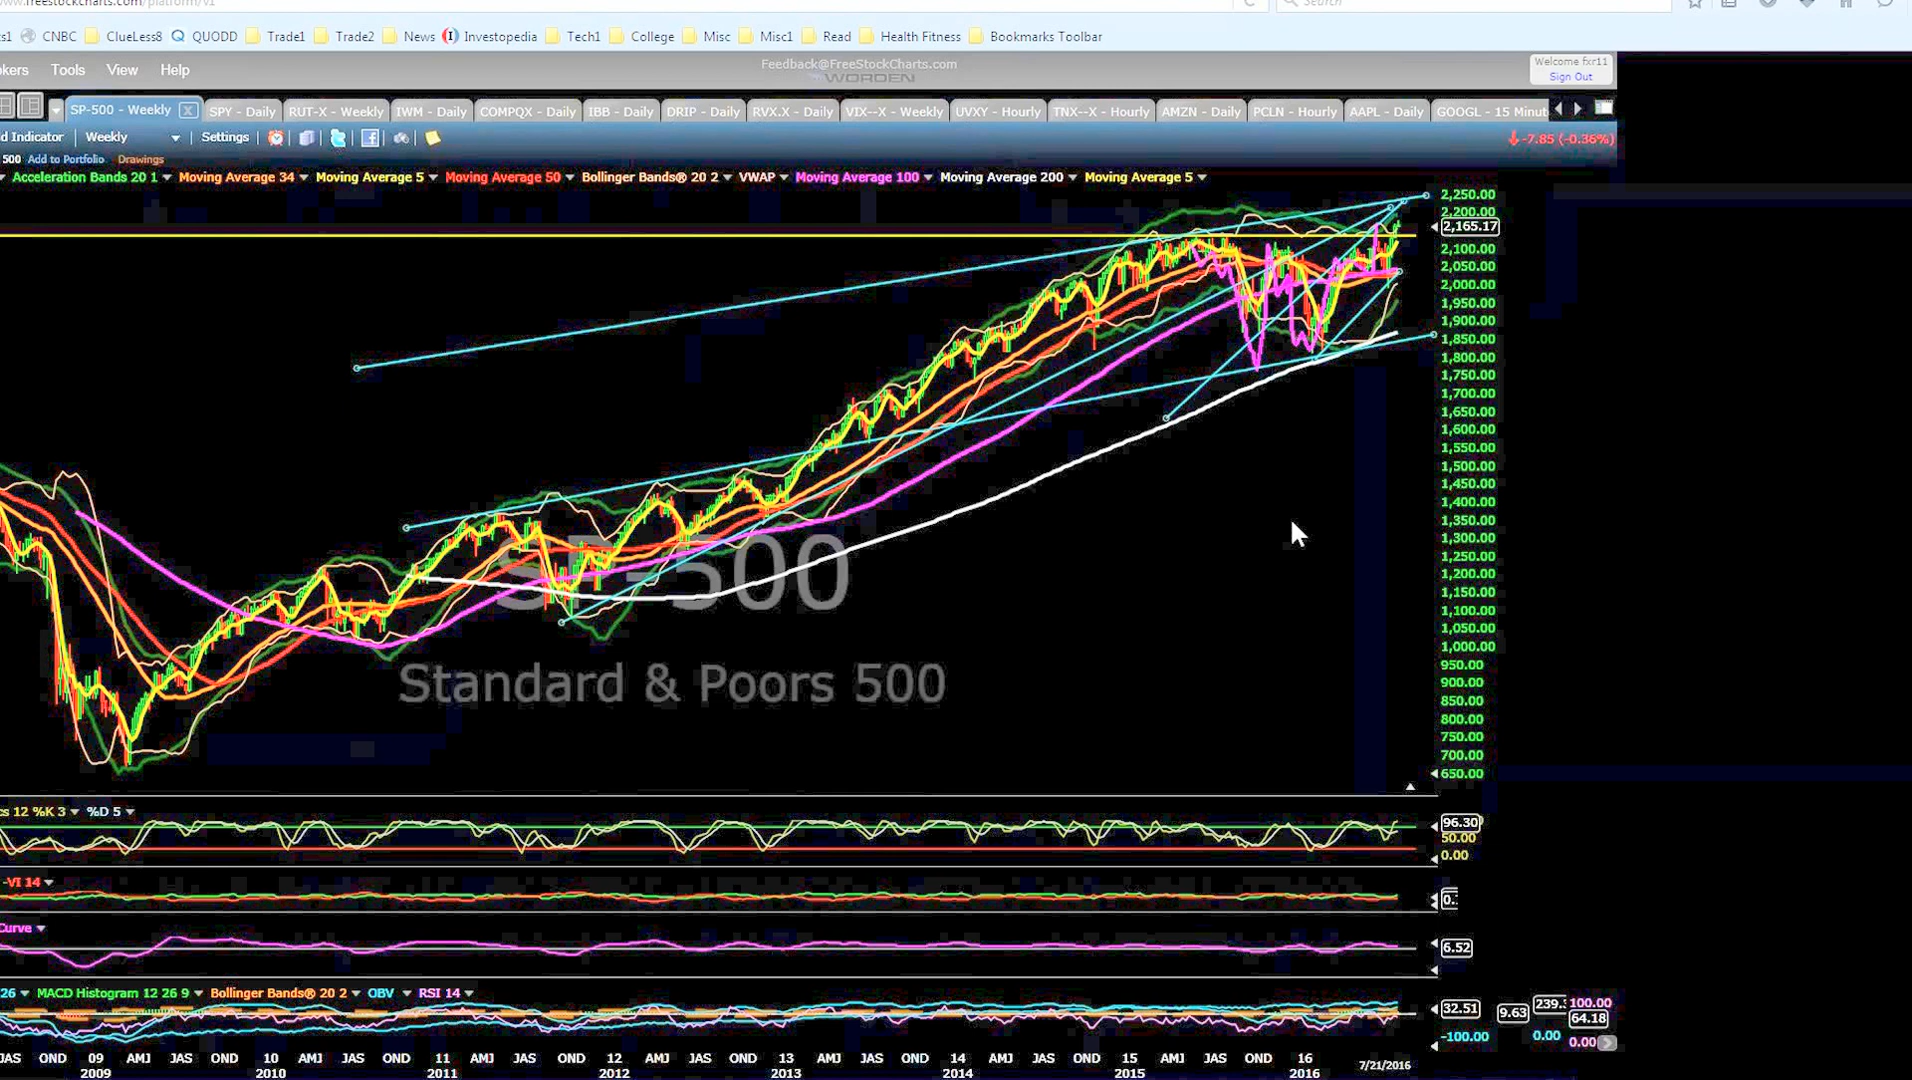 www.freestockcharts.com/platform/v1
Search
s1 CNBC ClueLess8 QUODD Trade1 Trade2 News Investopedia Tech1 College Misc Misc1 Read Health Fitness Bookmarks Toolbar
okers Tools View Help
Feedback@FreeStockCharts.com
WORDEN
Welcome fxr11
Sign Out
SP-500 - Weekly SPY - Daily RUT-X - Weekly IWM - Daily COMPQX - Daily IBB - Daily DRIP - Daily RVX.X - Daily VIX--X - Weekly UVXY - Hourly TNX--X - Hourly AMZN - Daily PCLN - Hourly AAPL - Daily GOOGL - 15 Minut
d Indicator Weekly Settings
-7.85 (-0.36%)
500 Add to Portfolio Drawings
Acceleration Bands 20 1 Moving Average 34 Moving Average 5 Moving Average 50 Bollinger Bands® 20 2 VWAP Moving Average 100 Moving Average 200 Moving Average 5
2,250.00
2,200.00
2,165.17
2,100.00
2,050.00
2,000.00
1,950.00
1,900.00
1,850.00
1,800.00
1,750.00
1,700.00
1,650.00
1,600.00
1,550.00
1,500.00
1,450.00
1,400.00
1,350.00
1,300.00
1,250.00
1,200.00
1,150.00
1,100.00
1,050.00
1,000.00
950.00
900.00
850.00
800.00
750.00
700.00
650.00
SP-500
Standard & Poors 500
cs 12 %K 3 %D 5
96.30
50.00
0.00
-VI 14
0.
Curve
6.52
26 MACD Histogram 12 26 9 Bollinger Bands® 20 2 OBV RSI 14
32.51 9.63 239. 100.00
64.18
-100.00 0.00 0.00
JAS OND 09 AMJ JAS OND 10 AMJ JAS OND 11 AMJ JAS OND 12 AMJ JAS OND 13 AMJ JAS OND 14 AMJ JAS OND 15 AMJ JAS OND 16
2009 2010 2011 2012 2013 2014 2015 2016 7/21/2016